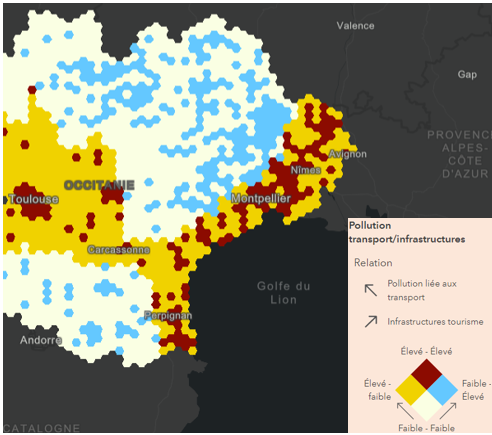 Valence
Gap
PROVENCE
ALPES-
CÔTE
D'AZUR
Avignon
Nîmes
OCCITANIE
Toulouse
Montpellier
Carcassonne
Golfe du
Lion
Perpignan
Andorre
CATALOGNE
Pollution
transport/infrastructures
Relation
Pollution liée aux
transport
Infrastructures tourisme
Élevé - Élevé
Élevé -
faible
Faible -
Élevé
Faible - Faible